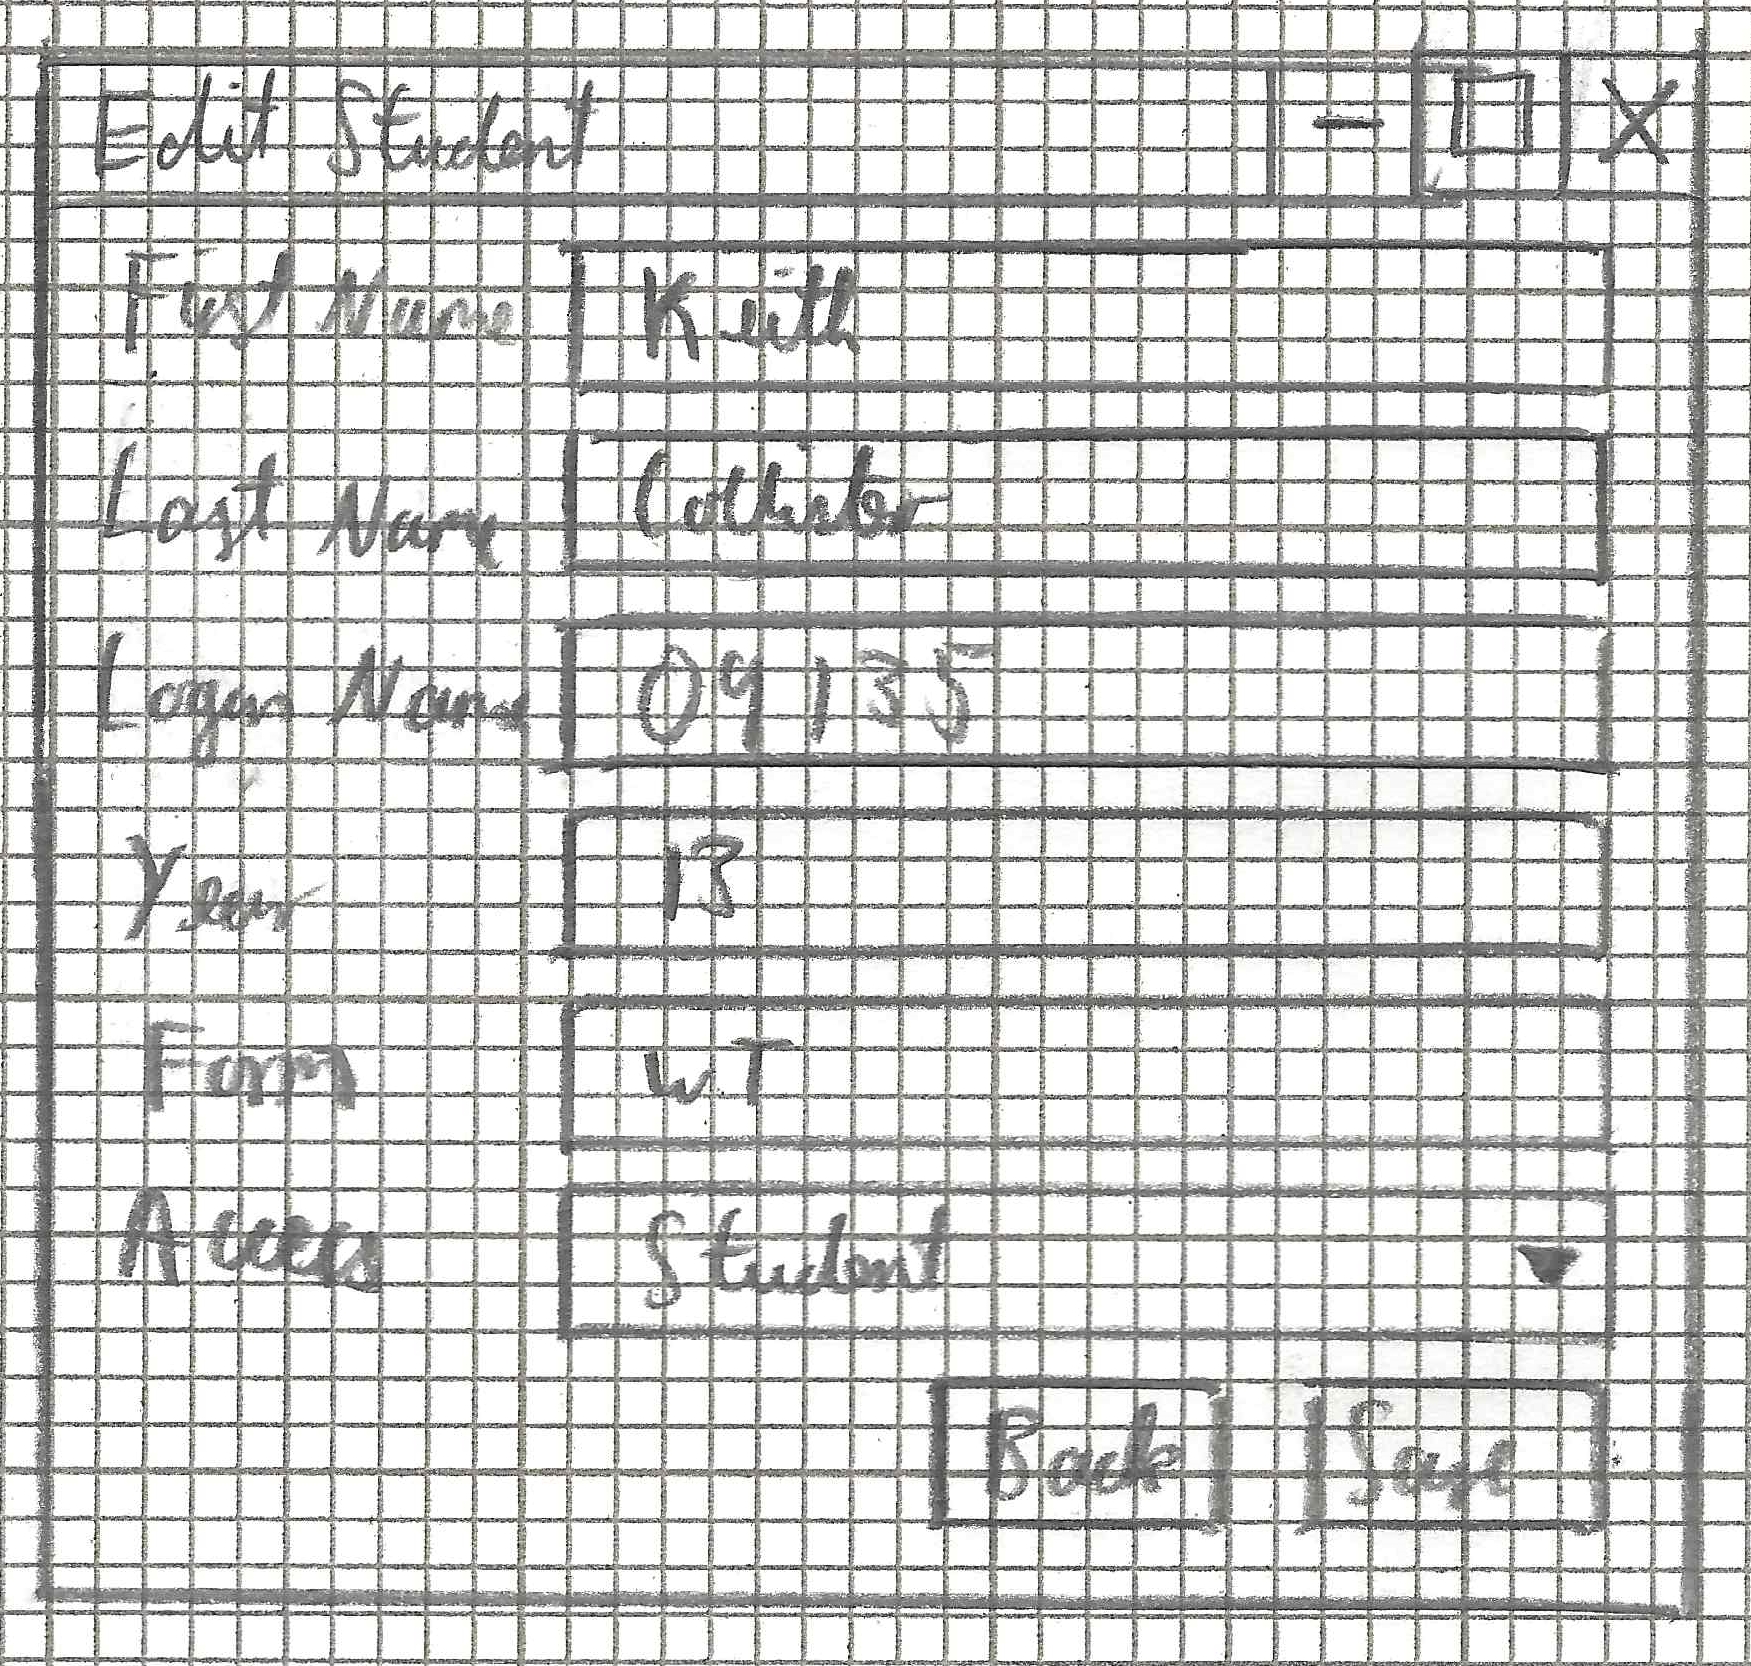 Edit Student
First Name Keith
Last Name Collister
Logon Name 09135
Year 13
Form WT
Access Student
Back Save